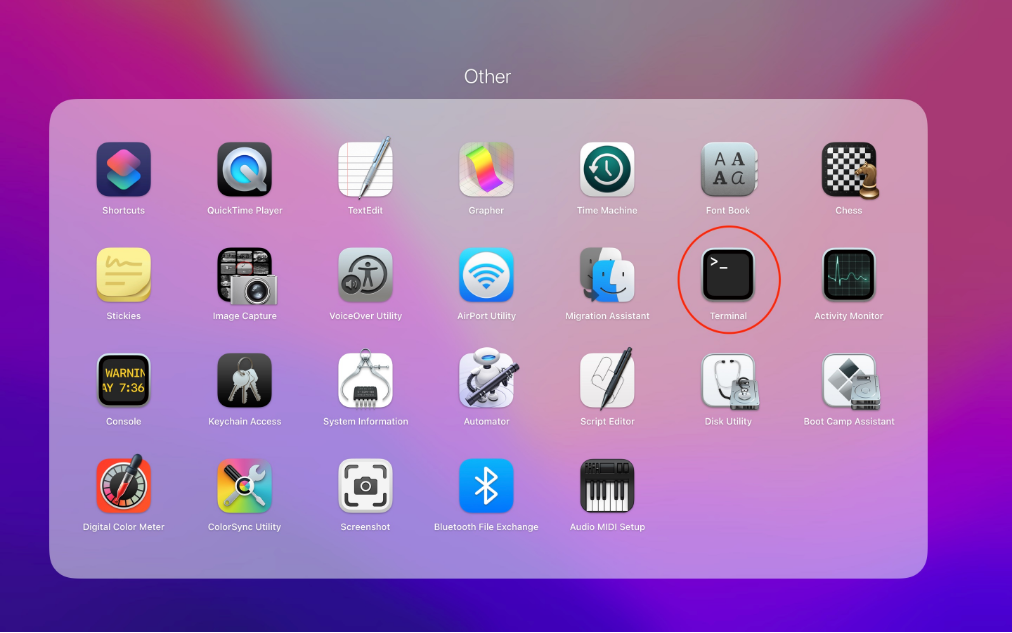 Other
Shortcuts
QuickTime Player
TextEdit
Grapher
Time Machine
A A
A a
Font Book
Chess
Stickies
Image Capture
VoiceOver Utility
AirPort Utility
Migration Assistant
>_
Terminal
Activity Monitor
WARNIN
AY 7:36
Console
Keychain Access
System Information
Automator
Script Editor
Disk Utility
Boot Camp Assistant
Digital Color Meter
ColorSync Utility
Screenshot
Bluetooth File Exchange
Audio MIDI Setup